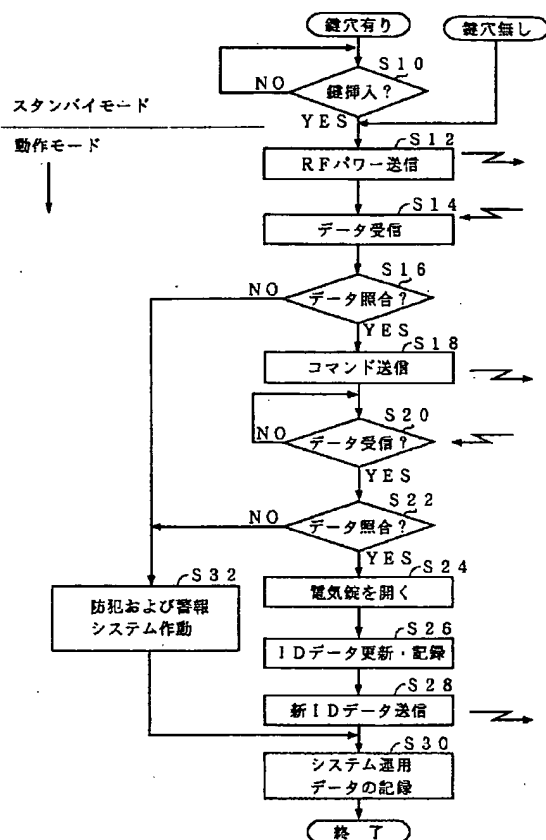 鍵穴有り
鍵穴無し
S10
鍵挿入？
NO
YES
スタンバイモード
動作モード
S12
RFパワー送信
S14
データ受信
S16
データ照合？
NO
YES
S18
コマンド送信
S20
データ受信？
NO
YES
S22
データ照合？
NO
YES
S24
電気錠を開く
S32
防犯および警報
システム作動
S26
IDデータ更新・記録
S28
新IDデータ送信
S30
システム運用
データの記録
終了